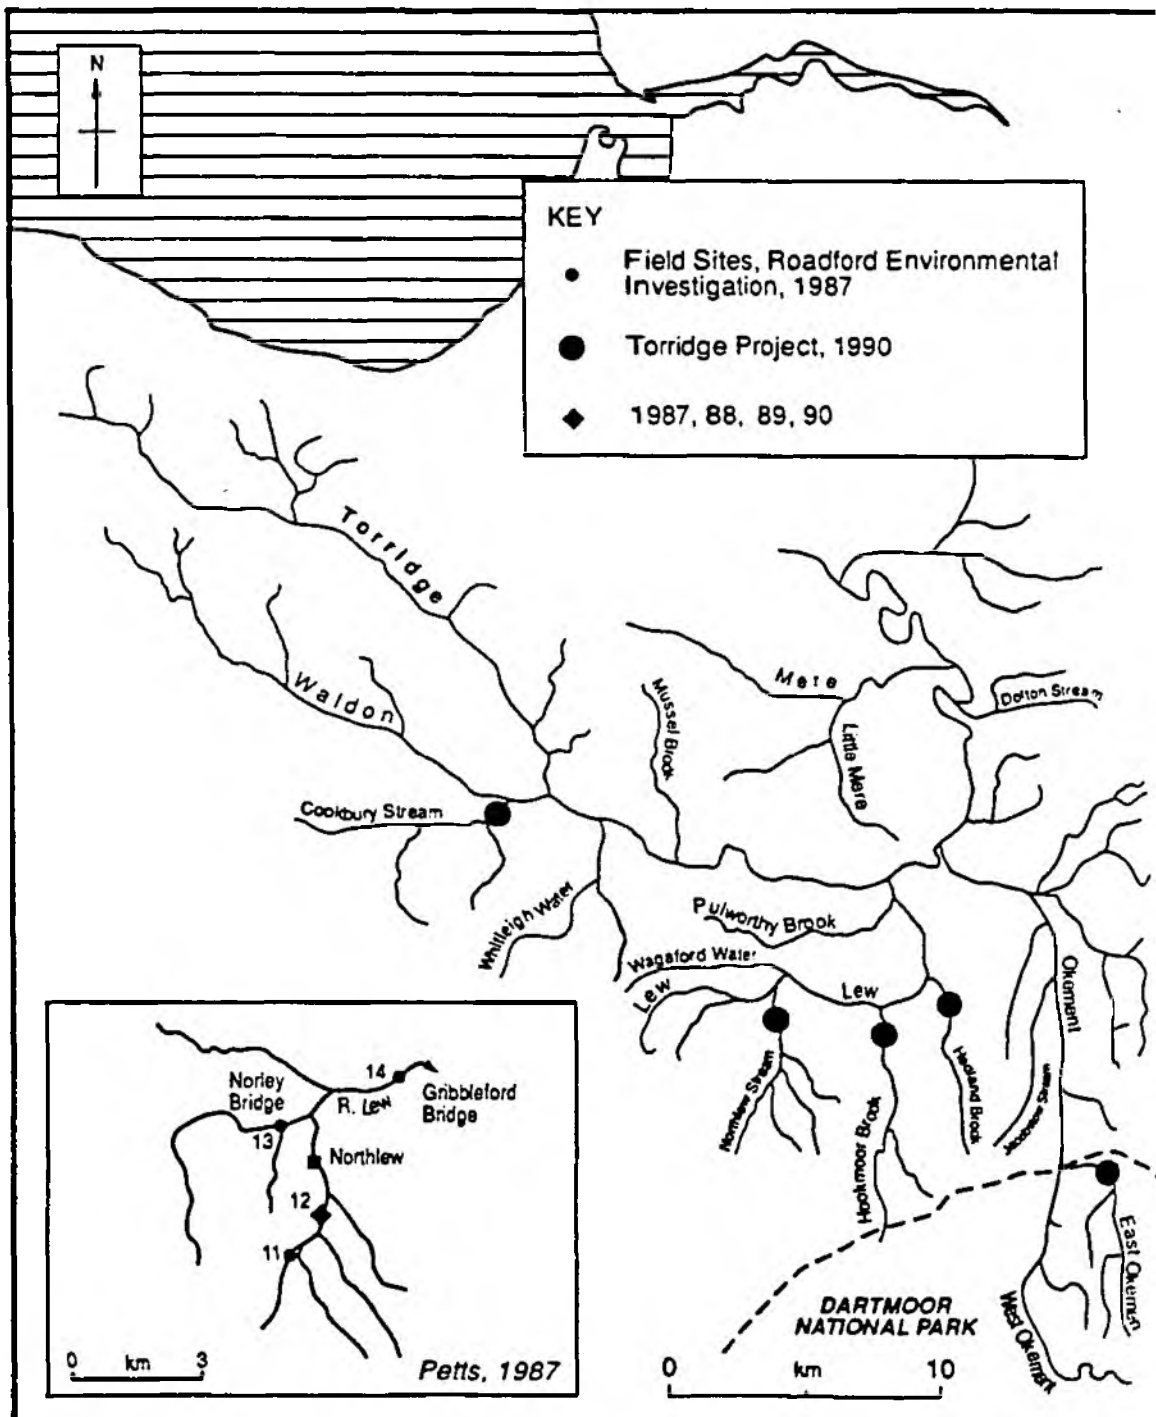 N
KEY
Field Sites, Roadford Environmental
Investigation, 1987
Torridge Project, 1990
1987, 88, 89, 90
Torridge
Waldon
Mere
Mussel Brook
Little Mere
Dolton Stream
Cookbury Stream
Whitleigh Water
Pulworthy Brook
Wagaford Water
Lew
Lew
Okement
Northlew Stream
Hookmoor Brook
Hedland Brook
Jacobstow Stream
East Okemen
West Okement
DARTMOOR
NATIONAL PARK
0 km 10
Norley
Bridge
14
R. Lew
Gribbleford
Bridge
13
Northlew
12
11
0 km 3
Petts, 1987